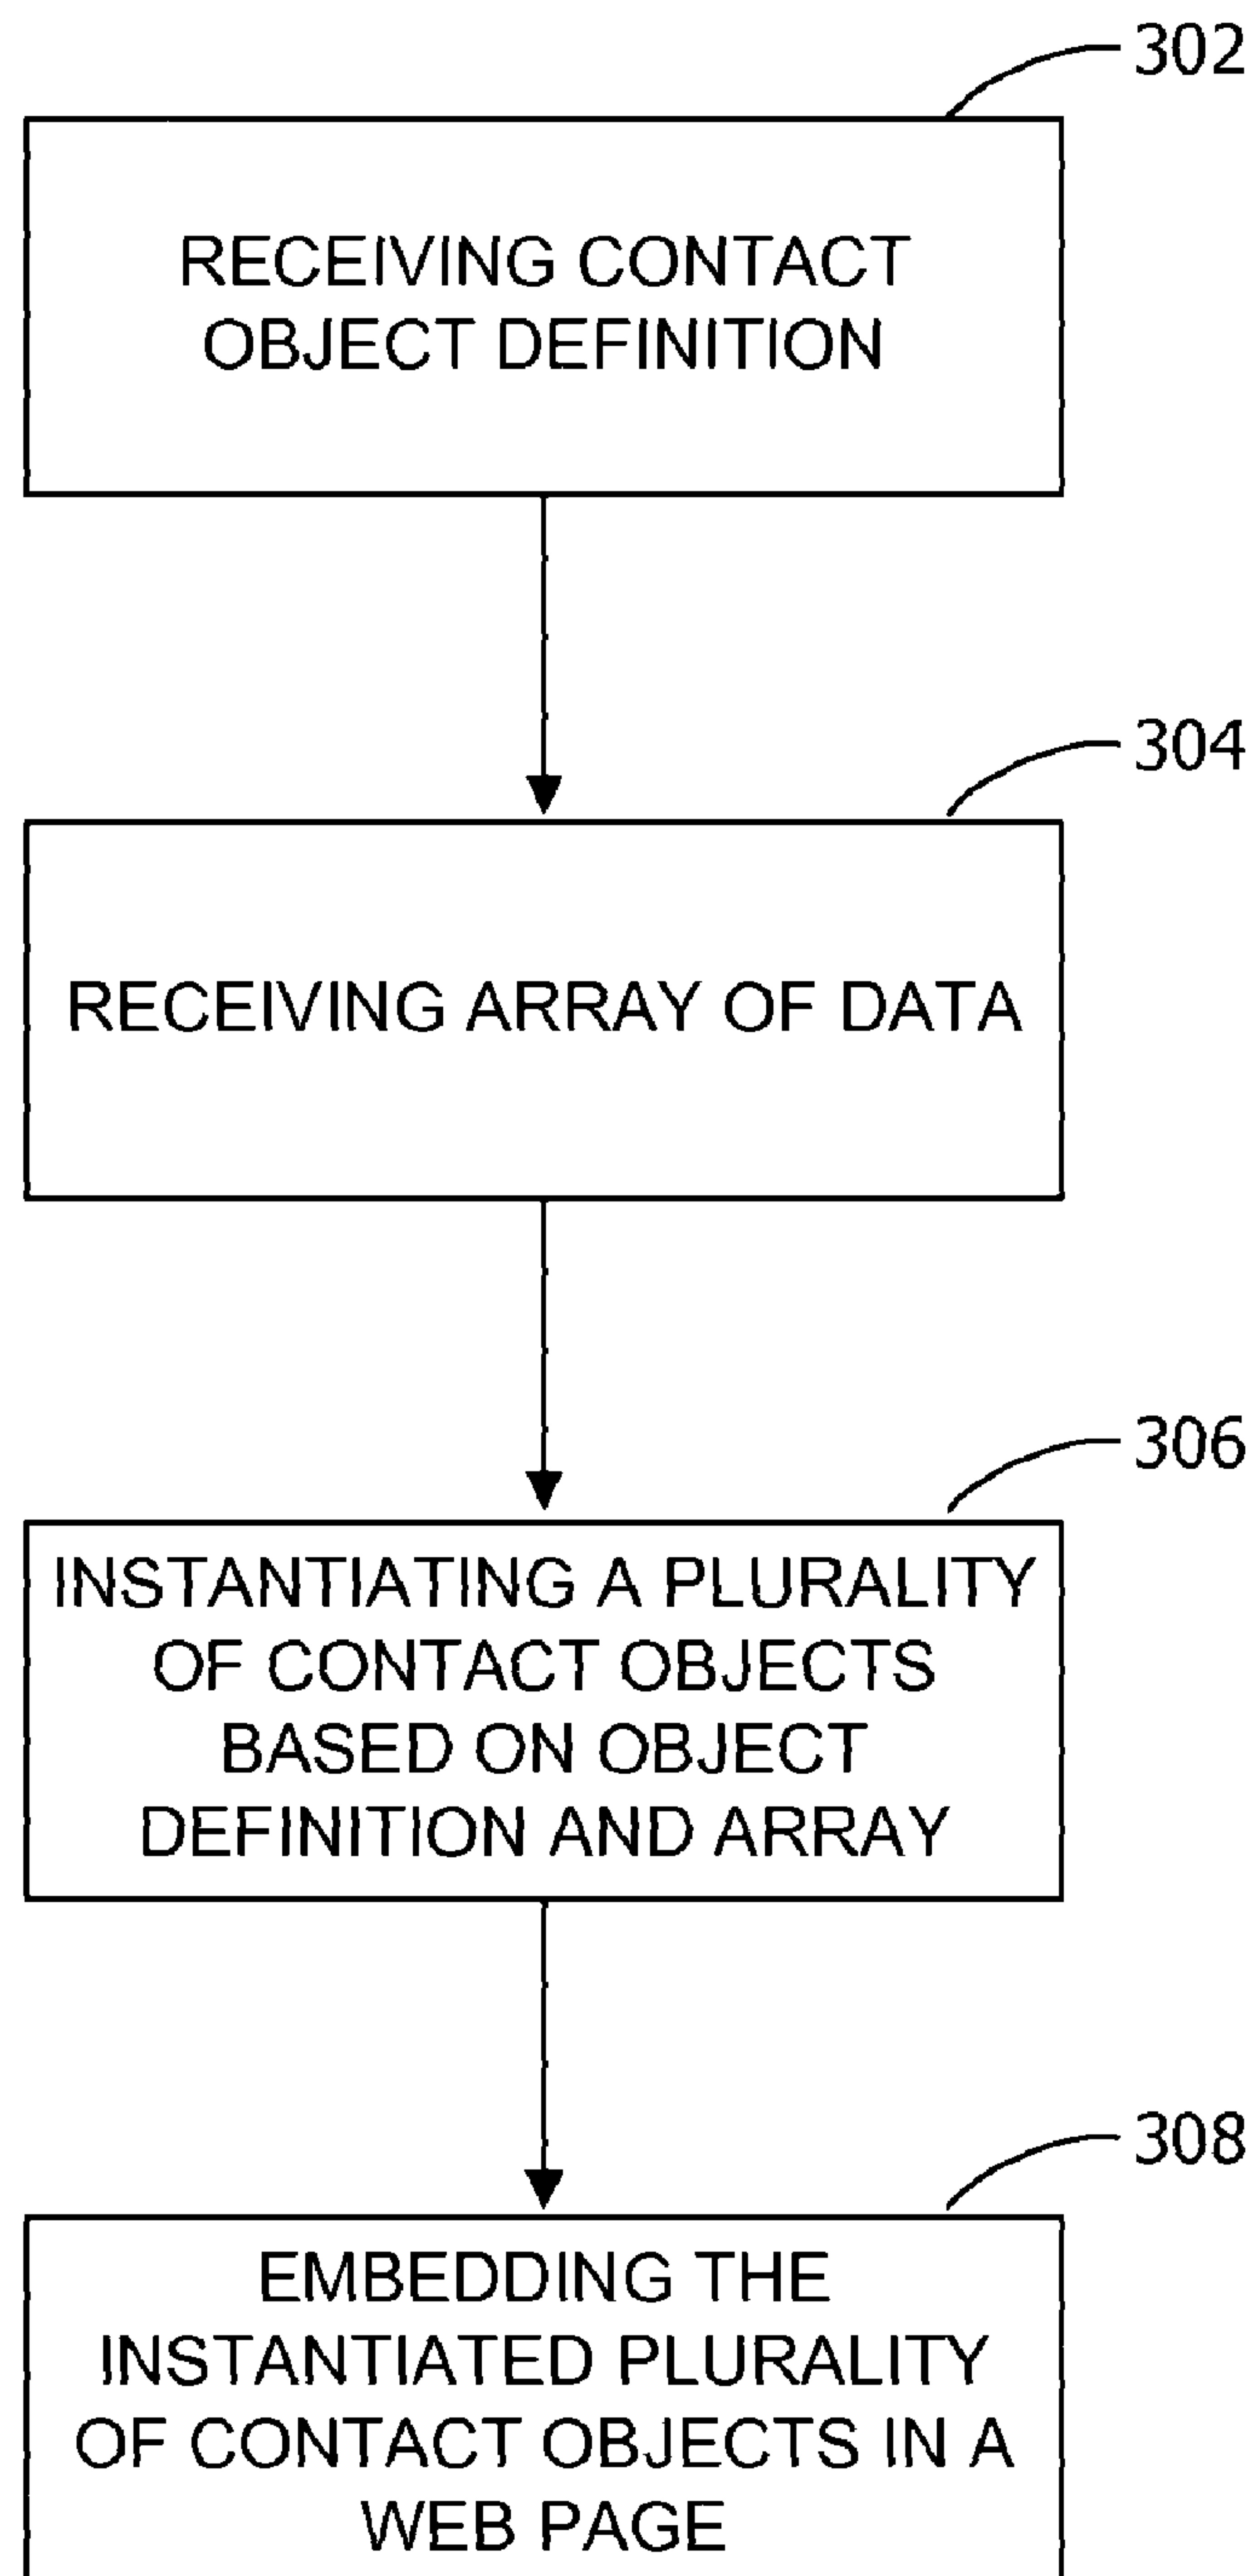 302
RECEIVING CONTACT
OBJECT DEFINITION
304
RECEIVING ARRAY OF DATA
306
INSTANTIATING A PLURALITY
OF CONTACT OBJECTS
BASED ON OBJECT
DEFINITION AND ARRAY
308
EMBEDDING THE
INSTANTIATED PLURALITY
OF CONTACT OBJECTS IN A
WEB PAGE